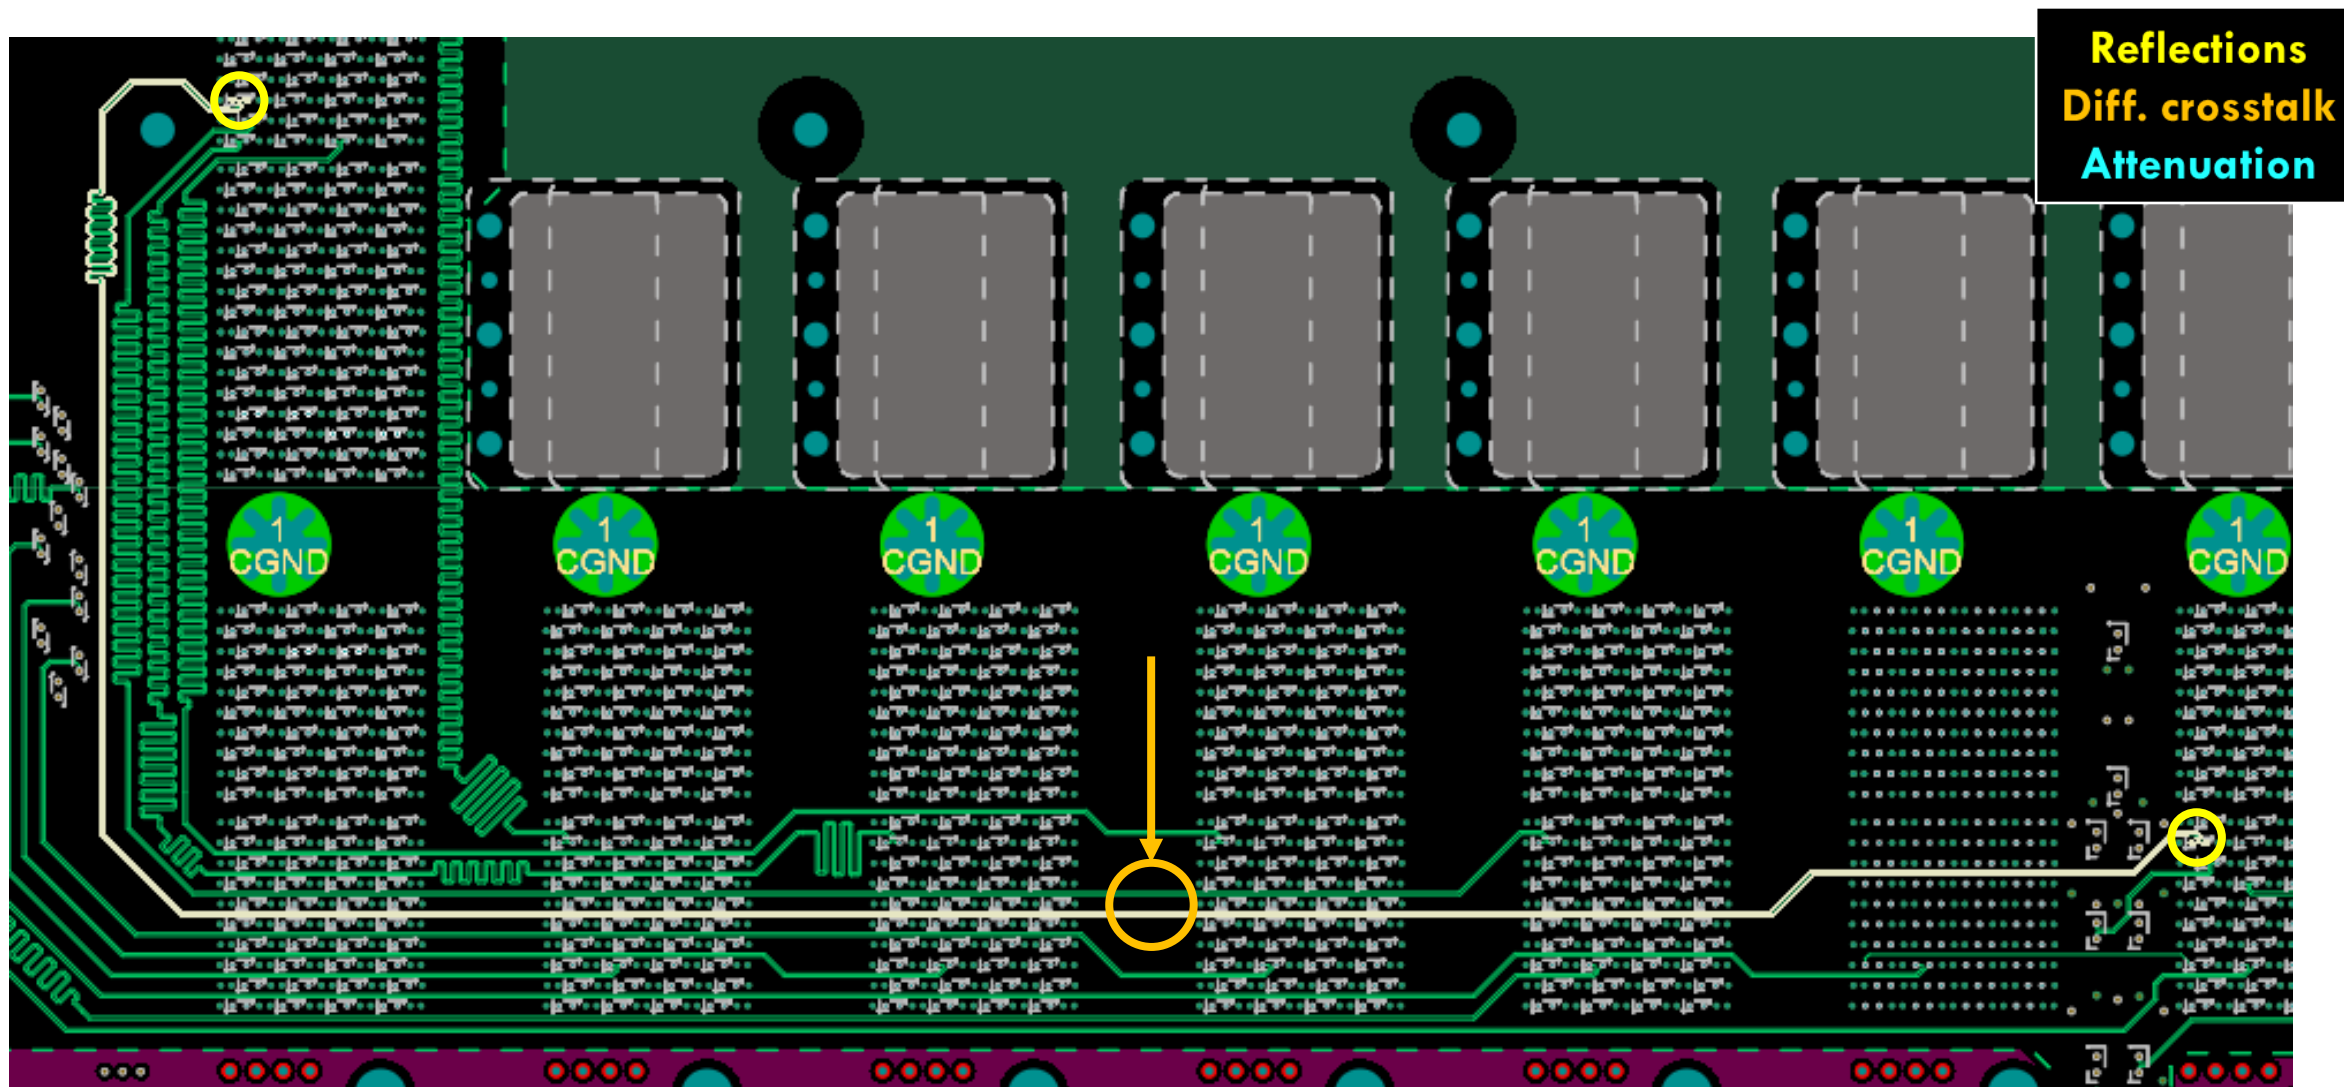 Reflections
Diff. crosstalk
Attenuation
1
CGND
1
CGND
1
CGND
1
CGND
1
CGND
1
CGND
1
CGND